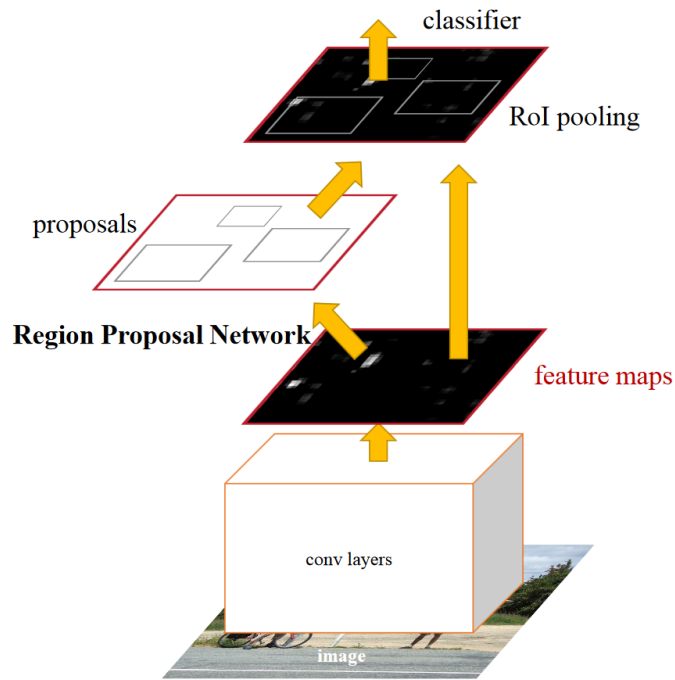 classifier
RoI pooling
proposals
Region Proposal Network
feature maps
conv layers
image